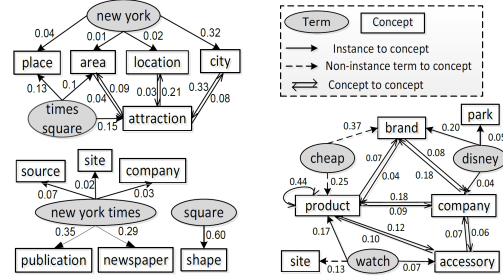 new york
0.04
0.01
0.02
0.32
place
area
location
city
0.13
0.1
0.04
0.09
0.03
0.21
0.33
0.08
times
square
0.15
attraction
source
site
company
0.07
0.02
0.03
new york times
square
0.35
0.29
0.60
publication
newspaper
shape
Term
Concept
Instance to concept
Non-instance term to concept
Concept to concept
park
brand
0.37
0.20
0.05
cheap
disney
0.07
0.08
0.44
0.25
0.04
0.18
0.04
product
0.18
company
0.09
0.17
0.12
0.10
0.07
0.06
site
watch
accessory
0.13
0.07